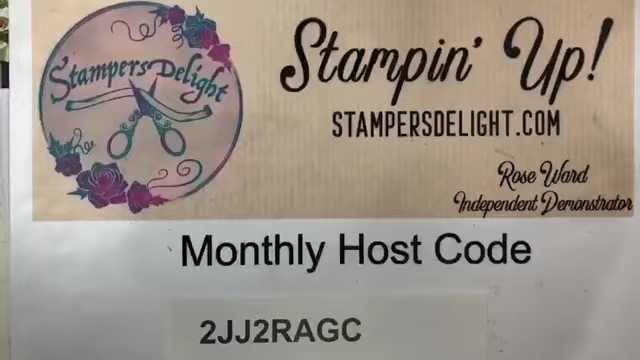 Stampers Delight
Stampin' Up!
STAMPERSDELIGHT.COM
Rose Ward
Independent Demonstrator
Monthly Host Code
2JJ2RAGC